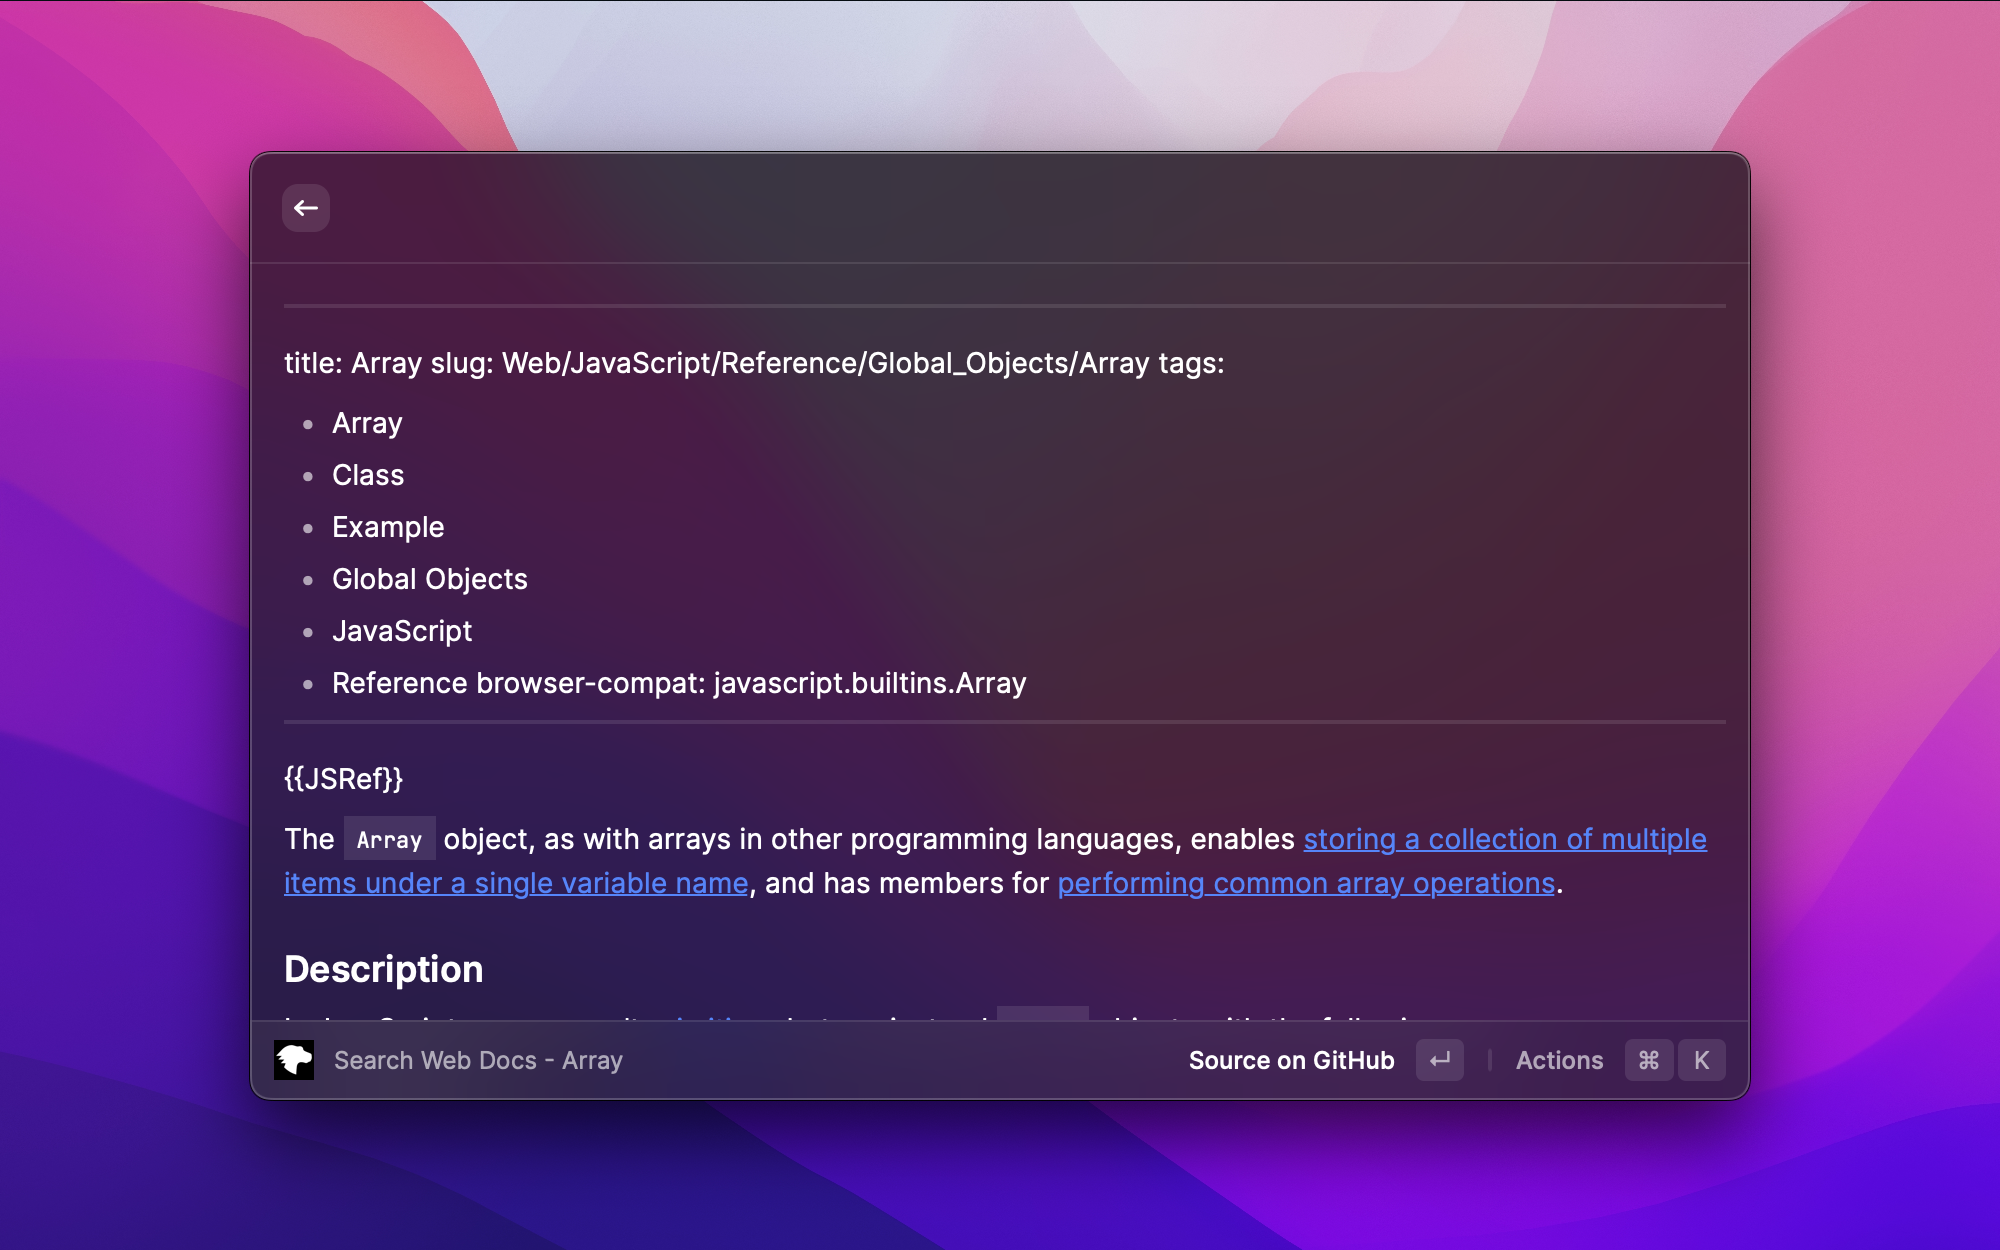 title: Array slug: Web/JavaScript/Reference/Global_Objects/Array tags:
Array
Class
Example
Global Objects
JavaScript
Reference browser-compat: javascript.builtins.Array
{{JSRef}}
The Array object, as with arrays in other programming languages, enables storing a collection of multiple
items under a single variable name, and has members for performing common array operations.
Description
Search Web Docs - Array
Source on GitHub
Actions ⌘ K